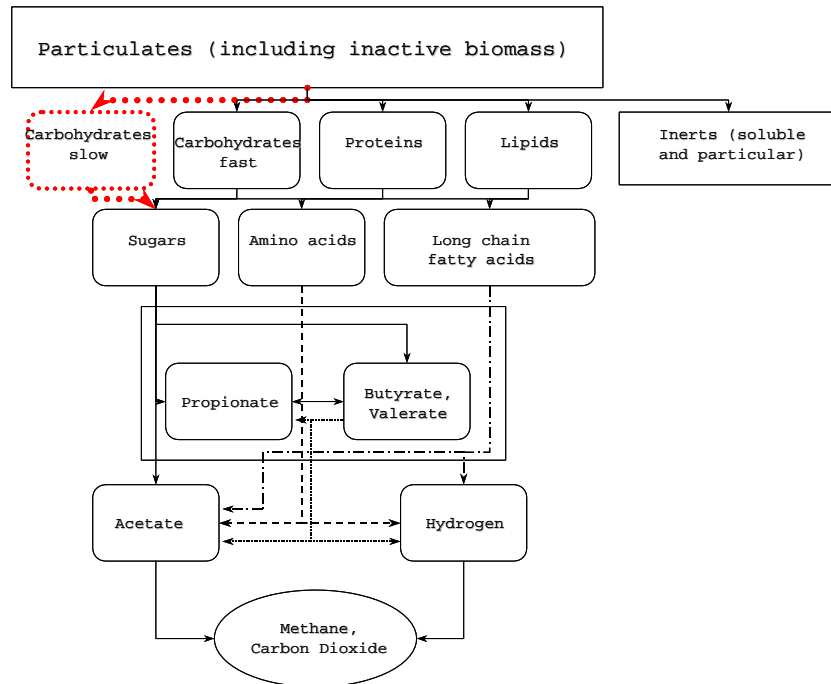 Particulates (including inactive biomass)
Carbohydrates
slow
Carbohydrates
fast
Proteins
Lipids
Inerts (soluble
and particular)
Sugars
Amino acids
Long chain
fatty acids
Propionate
Butyrate,
Valerate
Acetate
Hydrogen
Methane,
Carbon Dioxide